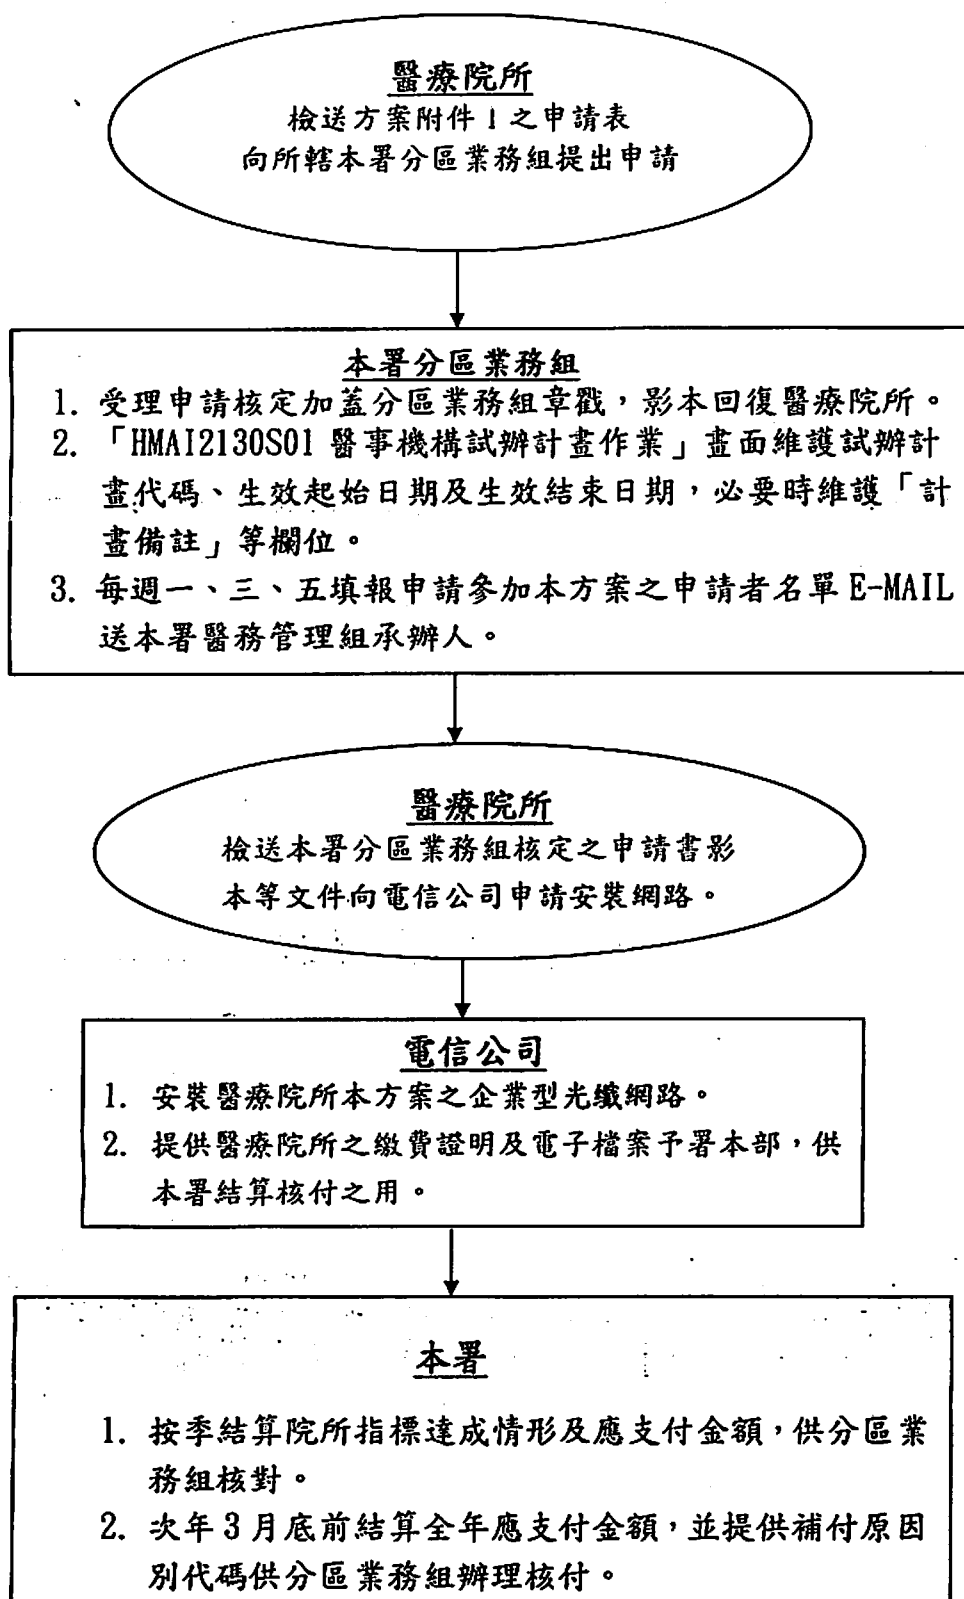 醫療院所
檢送方案附件1之申請表
向所轄本署分區業務組提出申請
本署分區業務組
1. 受理申請核定加蓋分區業務組章戳，影本回復醫療院所。
2. 「HMAI2130S01 醫事機構試辦計畫作業」畫面維護試辦計
畫代碼、生效起始日期及生效結束日期，必要時維護「計
畫備註」等欄位。
3. 每週一、三、五填報申請參加本方案之申請者名單 E-MAIL
送本署醫務管理組承辦人。
醫療院所
檢送本署分區業務組核定之申請書影
本等文件向電信公司申請安裝網路。
電信公司
1. 安裝醫療院所本方案之企業型光纖網路。
2. 提供醫療院所之繳費證明及電子檔案予署本部，供
本署結算核付之用。
本署
1. 按季結算院所指標達成情形及應支付金額，供分區業
務組核對。
2. 次年3月底前結算全年應支付金額，並提供補付原因
別代碼供分區業務組辦理核付。